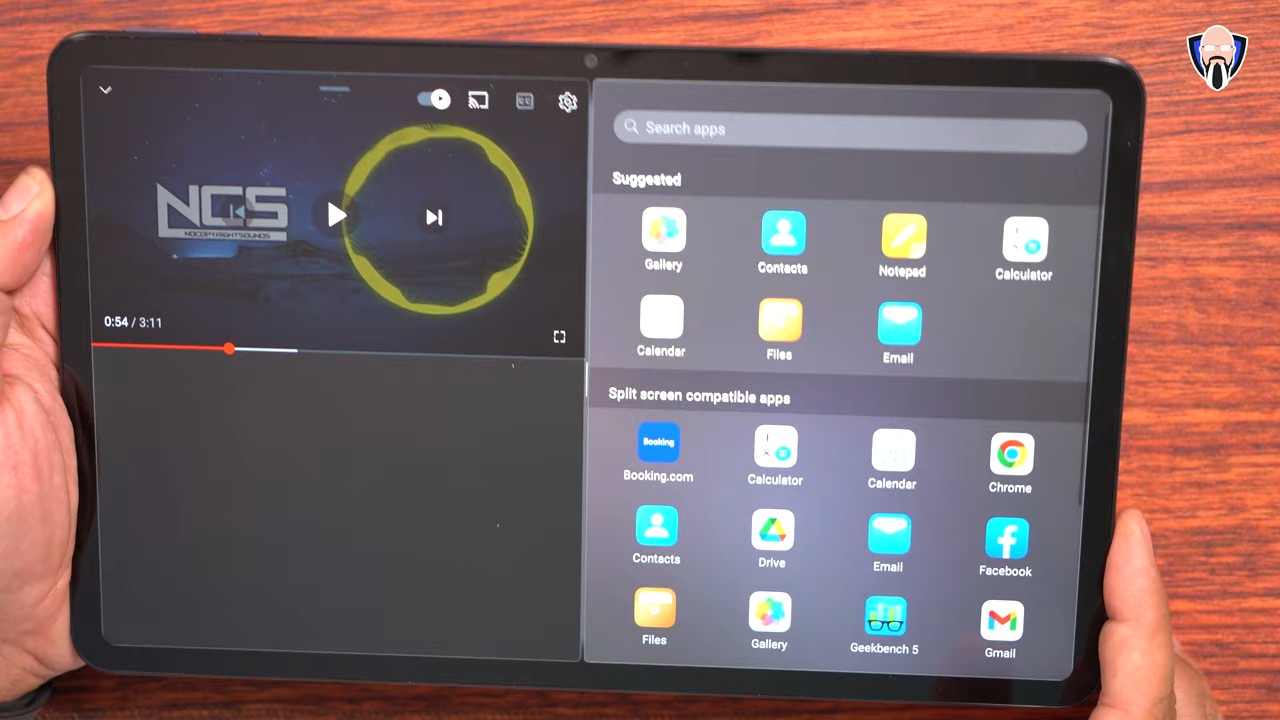 NCS
NOCOPYRIGHTSOUNDS
0:54 / 3:11
Search apps
Suggested
Gallery
Contacts
Notepad
Calculator
Calendar
Files
Email
Split screen compatible apps
Booking
Booking.com
Calculator
28
Calendar
Chrome
Contacts
Drive
Email
Facebook
Files
Gallery
Geekbench 5
Gmail